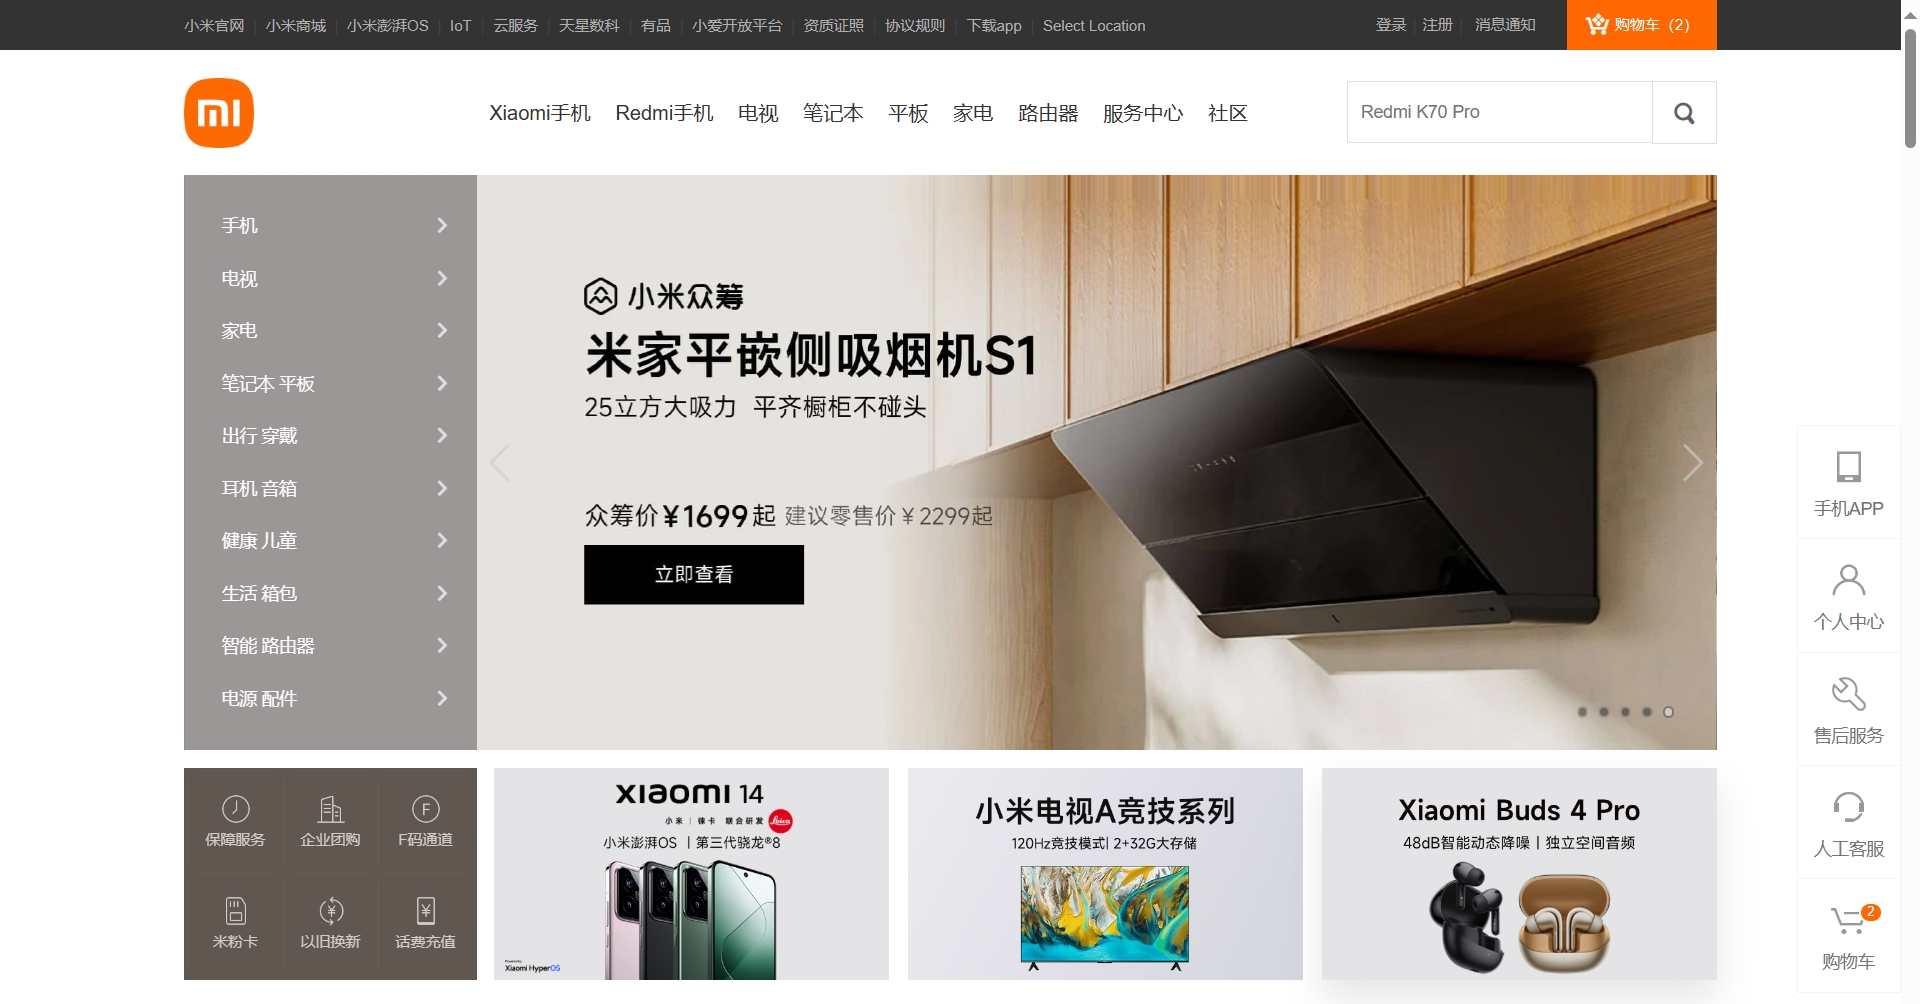 小米官网 小米商城 小米澎湃OS IoT 云服务 天星数科 有品 小爱开放平台 资质证照 协议规则 下载app Select Location 登录 注册 消息通知 购物车 (2)
mi
Xiaomi手机 Redmi手机 电视 笔记本 平板 家电 路由器 服务中心 社区
Redmi K70 Pro
手机
电视
家电
笔记本 平板
出行 穿戴
耳机 音箱
健康 儿童
生活 箱包
智能 路由器
电源 配件
小米众筹
米家平嵌侧吸烟机S1
25立方大吸力 平齐橱柜不碰头
众筹价¥1699起 建议零售价¥2299起
立即查看
手机APP
个人中心
售后服务
人工客服
2
购物车
保障服务 企业团购 F码通道
米粉卡 以旧换新 话费充值
xiaomi 14
小米 | 徕卡 联合研发 Leica
小米澎湃OS | 第三代骁龙®8
Powered by
Xiaomi HyperOS
小米电视A竞技系列
120Hz竞技模式| 2+32G大存储
Xiaomi Buds 4 Pro
48dB智能动态降噪 | 独立空间音频